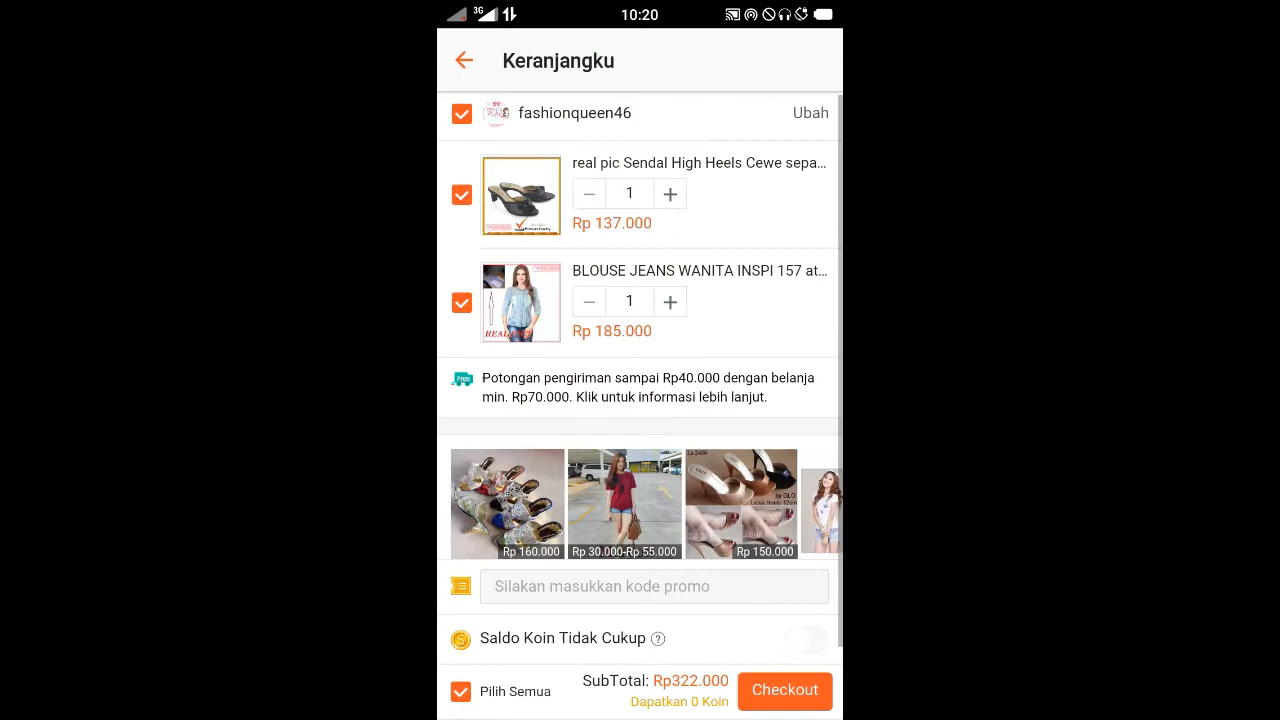 3G 10:20
Keranjangku
fashionqueen46 Ubah
real pic Sendal High Heels Cewe sepa...
1
Rp 137.000
BLOUSE JEANS WANITA INSPI 157 at...
1
Rp 185.000
Free
Potongan pengiriman sampai Rp40.000 dengan belanja
min. Rp70.000. Klik untuk informasi lebih lanjut.
by GLO
Rp 160.000 Rp 30.000-Rp 55.000 Rp 150.000
Silakan masukkan kode promo
Saldo Koin Tidak Cukup ?
Pilih Semua SubTotal: Rp322.000 Checkout
Dapatkan 0 Koin